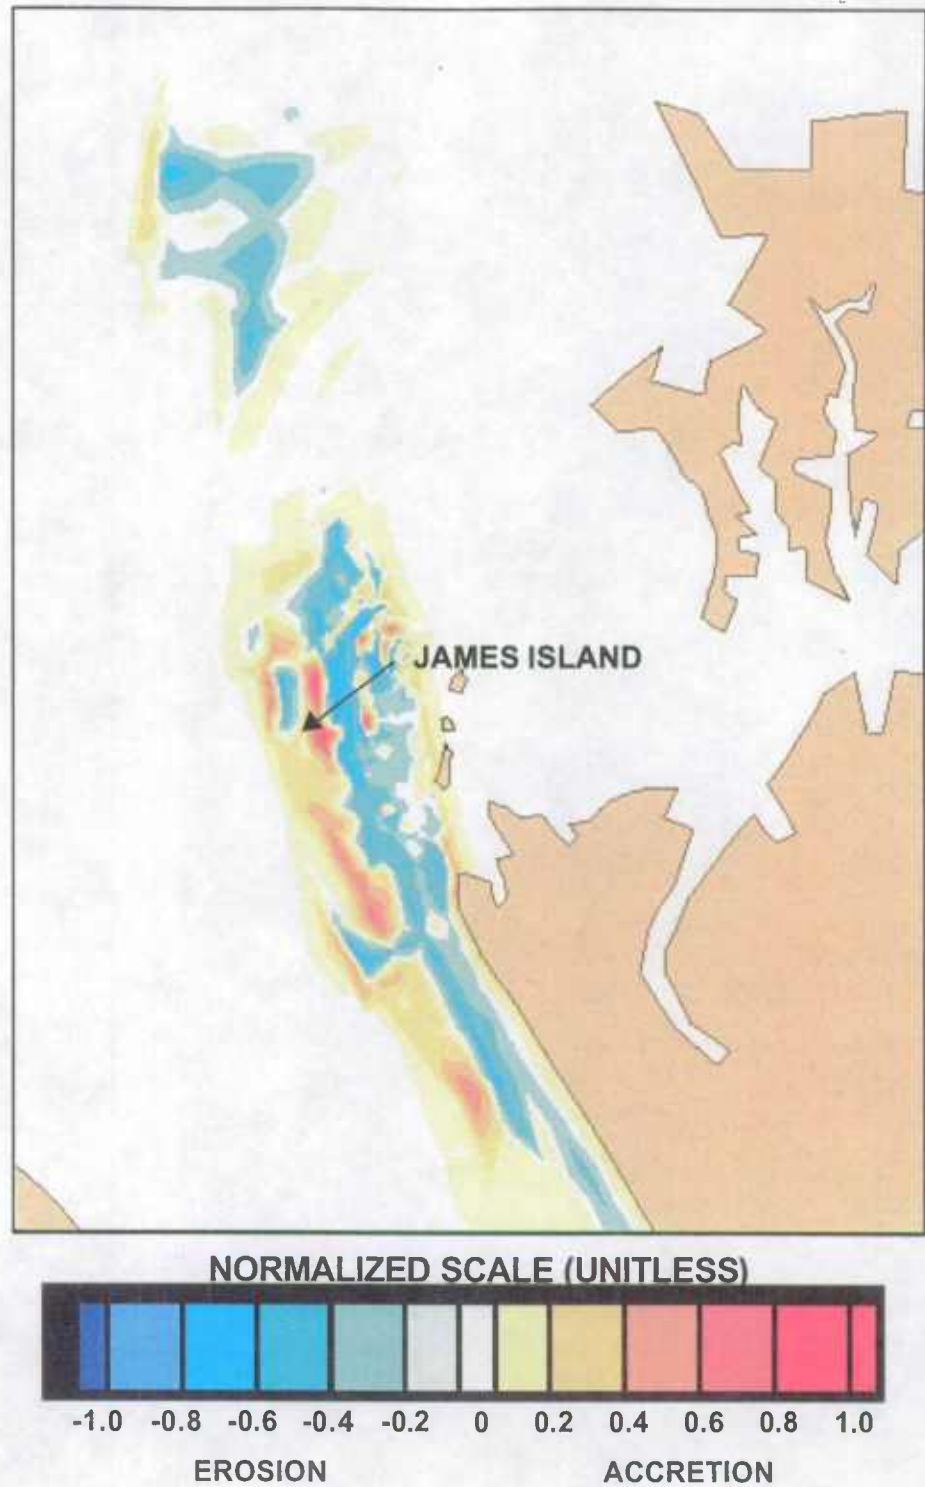 JAMES ISLAND
NORMALIZED SCALE (UNITLESS)
-1.0 -0.8 -0.6 -0.4 -0.2 0 0.2 0.4 0.6 0.8 1.0
EROSION ACCRETION